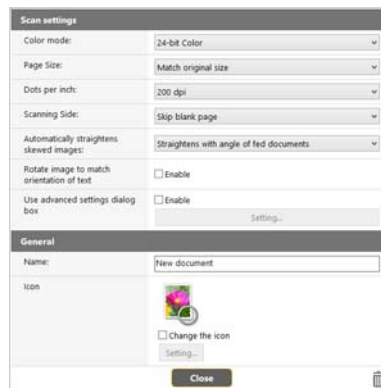 Scan settings
Color mode: 24-bit Color
Page Size: Match original size
Dots per inch: 200 dpi
Scanning Side: Skip blank page
Automatically straightens
skewed images: Straightens with angle of fed documents
Rotate image to match
orientation of text Enable
Use advanced settings dialog
box Enable
Setting...
General
Name: New document
Icon
Change the icon
Setting...
Close